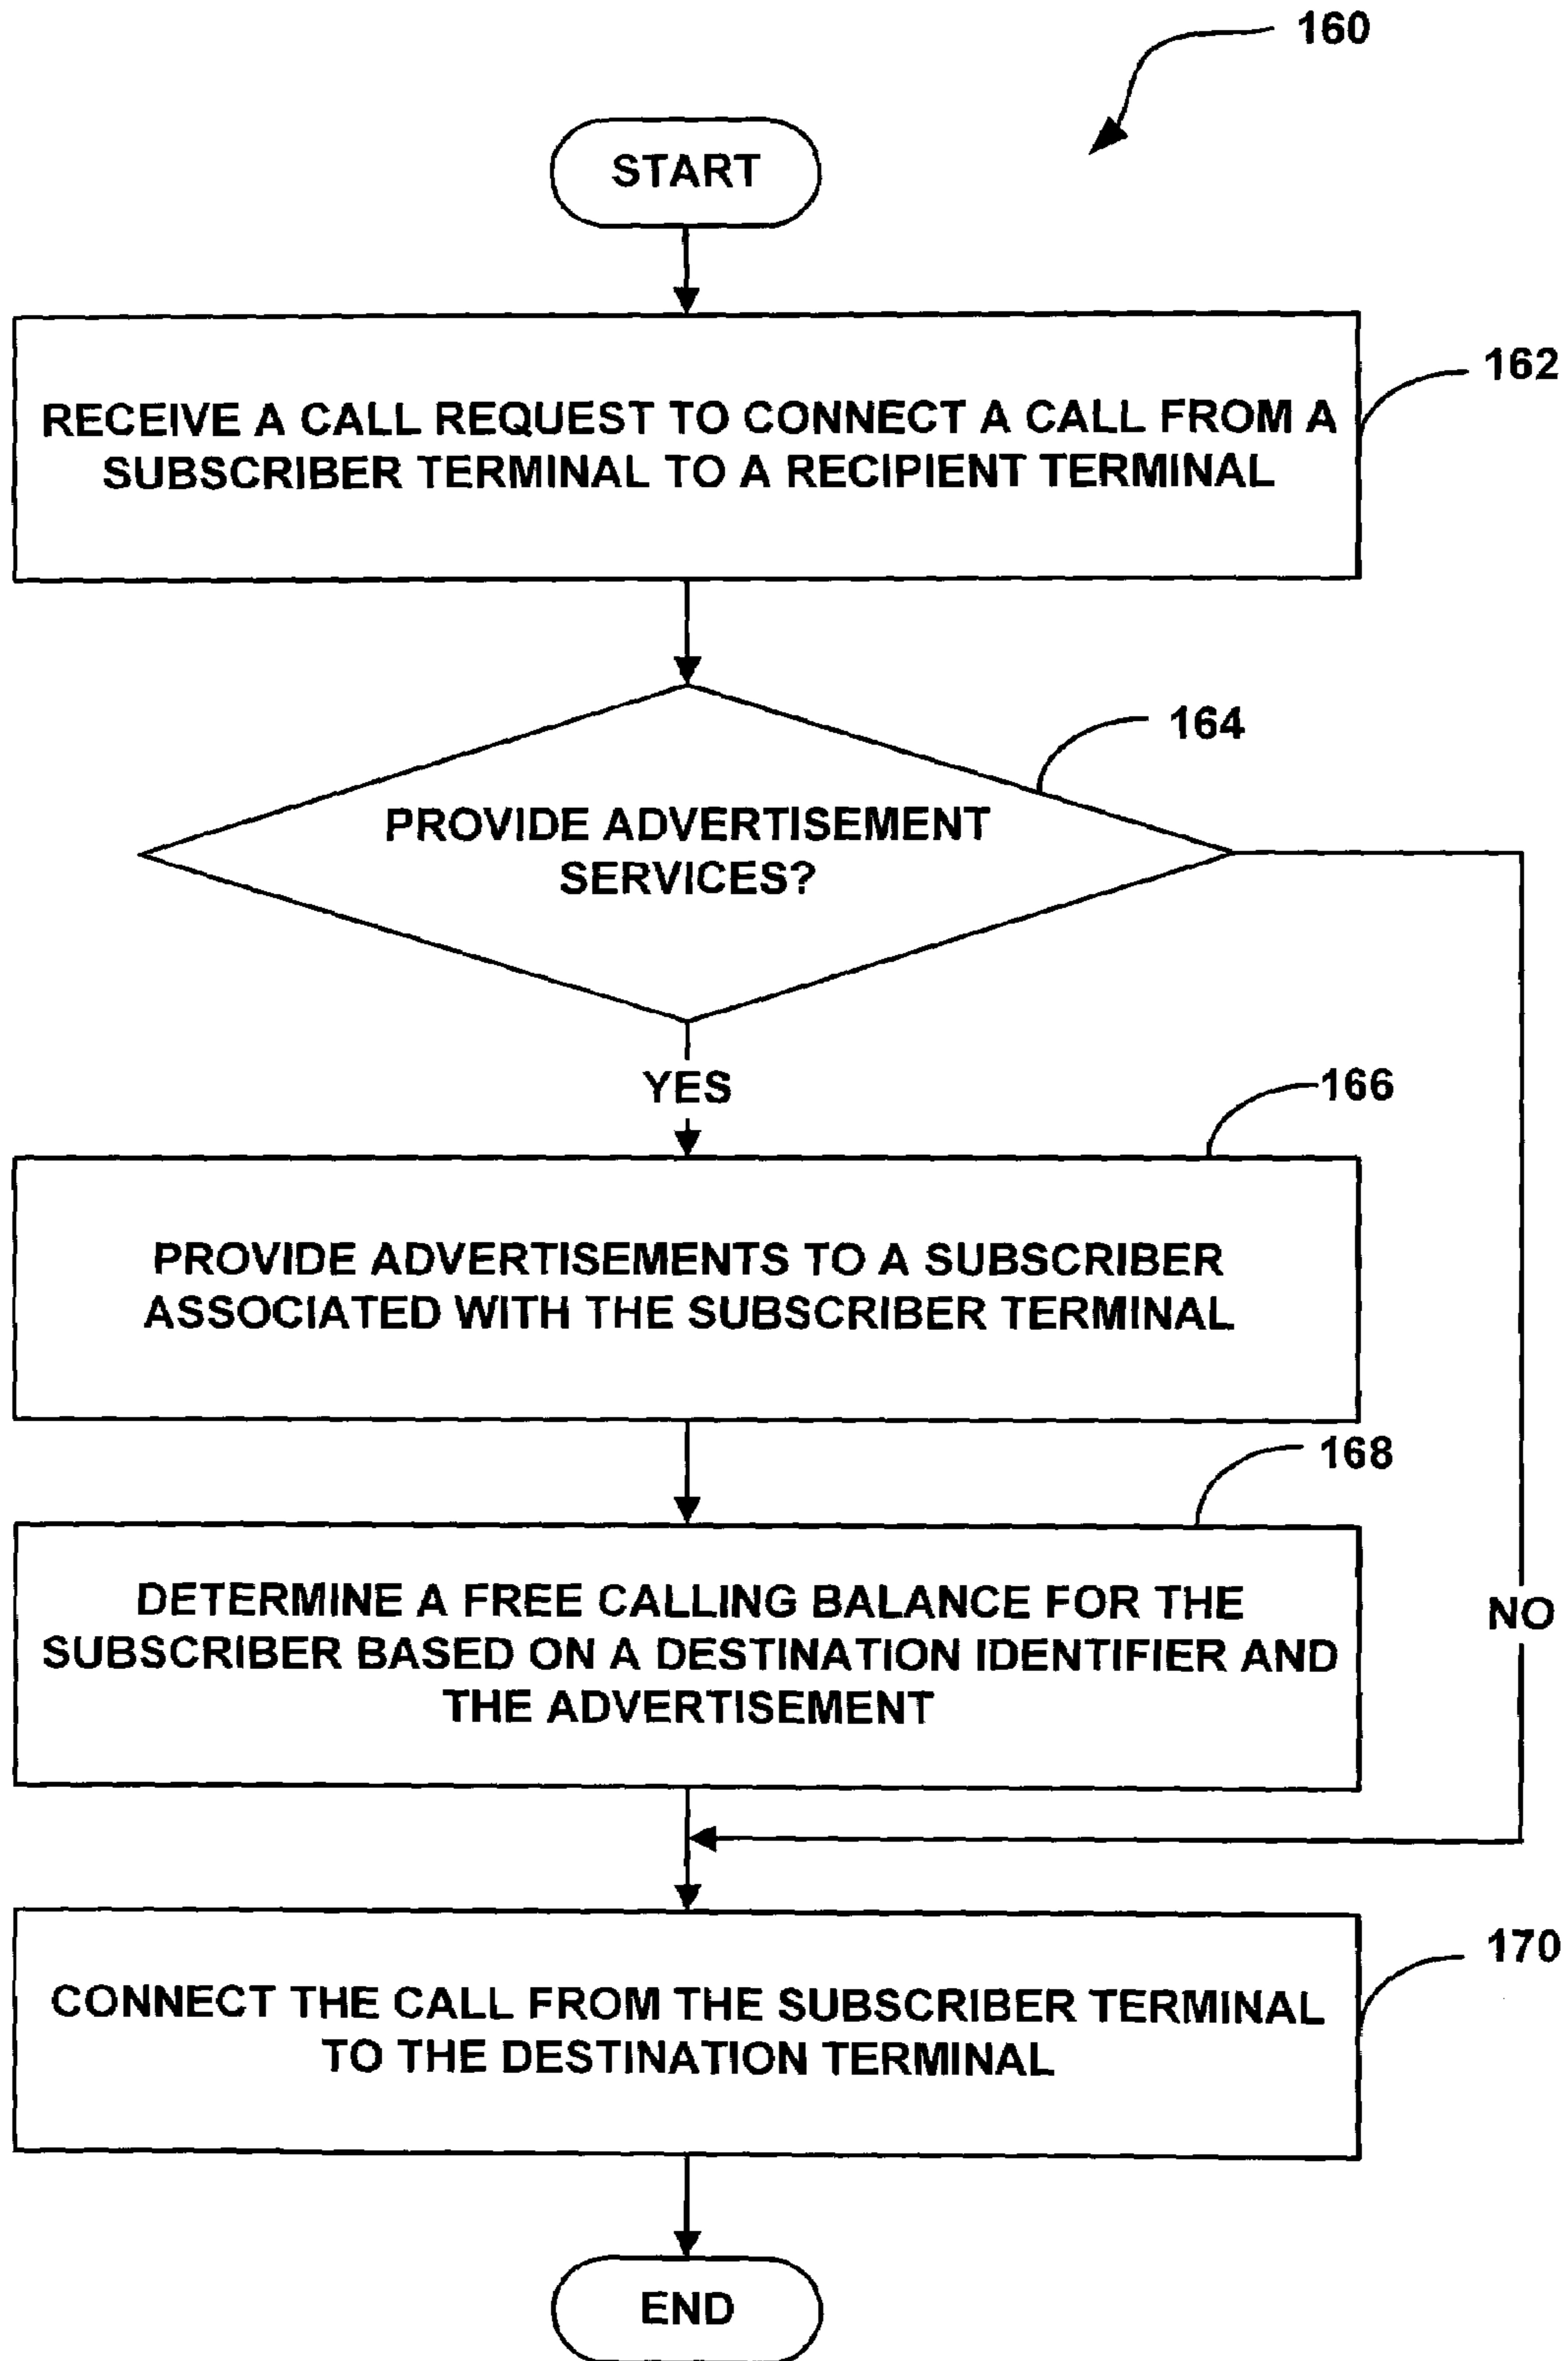 160
START
RECEIVE A CALL REQUEST TO CONNECT A CALL FROM A
SUBSCRIBER TERMINAL TO A RECIPIENT TERMINAL
162
PROVIDE ADVERTISEMENT
SERVICES?
164
YES
166
PROVIDE ADVERTISEMENTS TO A SUBSCRIBER
ASSOCIATED WITH THE SUBSCRIBER TERMINAL
168
DETERMINE A FREE CALLING BALANCE FOR THE
SUBSCRIBER BASED ON A DESTINATION IDENTIFIER AND
THE ADVERTISEMENT
NO
CONNECT THE CALL FROM THE SUBSCRIBER TERMINAL
TO THE DESTINATION TERMINAL
170
END